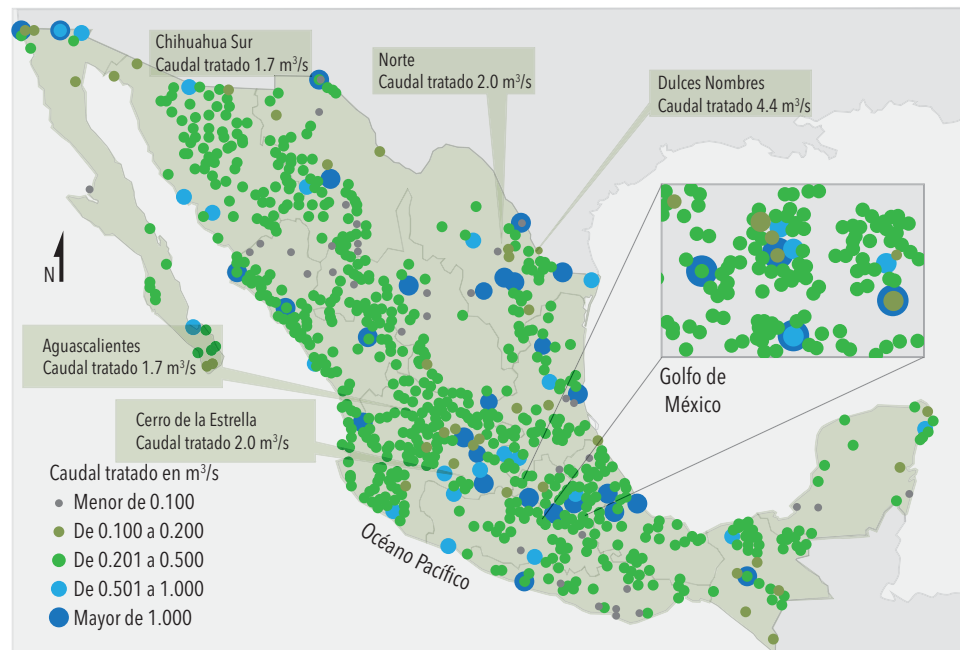 Chihuahua Sur
Caudal tratado 1.7 m³/s
Norte
Caudal tratado 2.0 m³/s
Dulces Nombres
Caudal tratado 4.4 m³/s
N
Aguascalientes
Caudal tratado 1.7 m³/s
Golfo de
México
Cerro de la Estrella
Caudal tratado 2.0 m³/s
Caudal tratado en m³/s
Menor de 0.100
De 0.100 a 0.200
De 0.201 a 0.500
De 0.501 a 1.000
Mayor de 1.000
Océano Pacífico